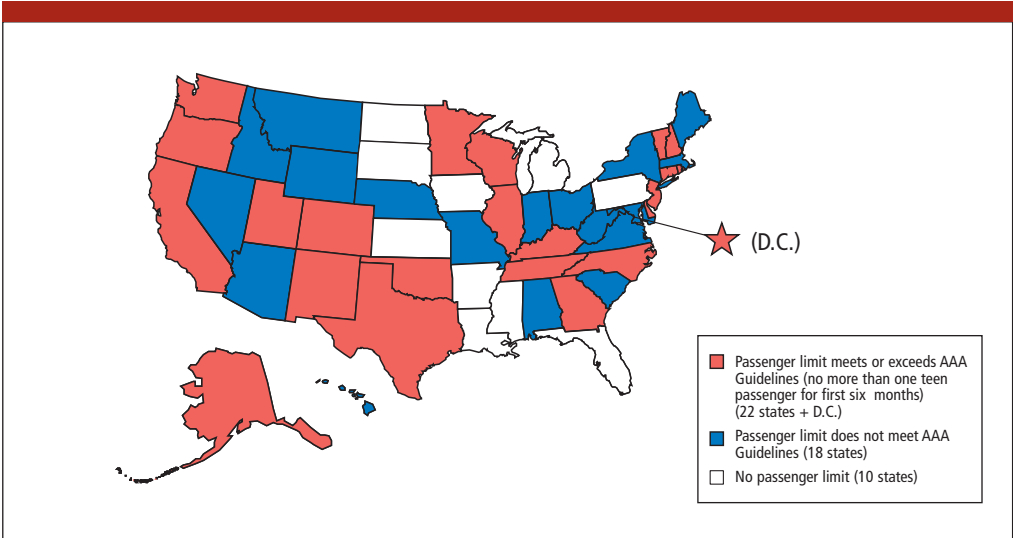 (D.C.)
Passenger limit meets or exceeds AAA
Guidelines (no more than one teen
passenger for first six months)
(22 states + D.C.)
Passenger limit does not meet AAA
Guidelines (18 states)
No passenger limit (10 states)